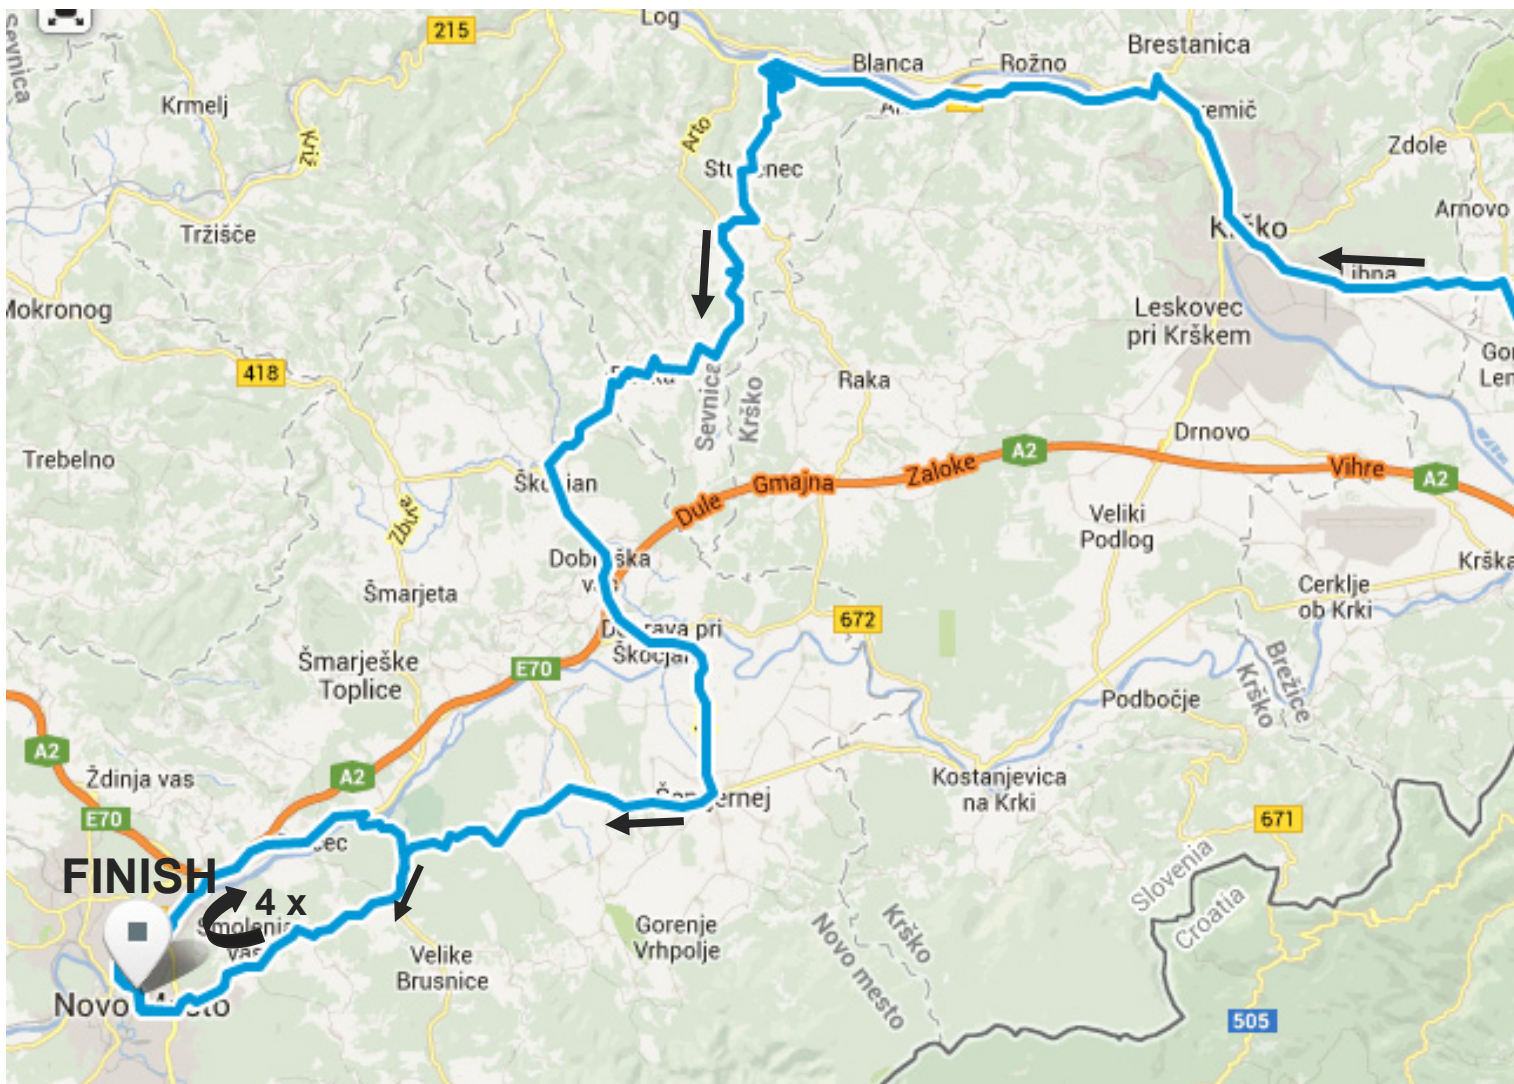 Log
215
Sevnica
Brestanica
Blanca
Rožno
Krmelj
Križ
Arto
Zdole
Arnovo
Tržišče
Mokronog
Leskovec
pri Krškem
418
Raka
Sevnica
Krško
Drnovo
A2
Zaloke
Gmajna
Dule
Vihre
A2
Trebelno
Zbure
Veliki
Podlog
Krška
Cerklje
ob Krki
Šmarjeta
672
E70
Šmarješke
Toplice
Brežice
Krško
Podbočje
A2
Ždinja vas
A2
Kostanjevica
na Krki
E70
671
FINISH
4 x
Slovenia
Croatia
Gorenje
Vrhpolje
Krško
Novo mesto
Velike
Brusnice
505